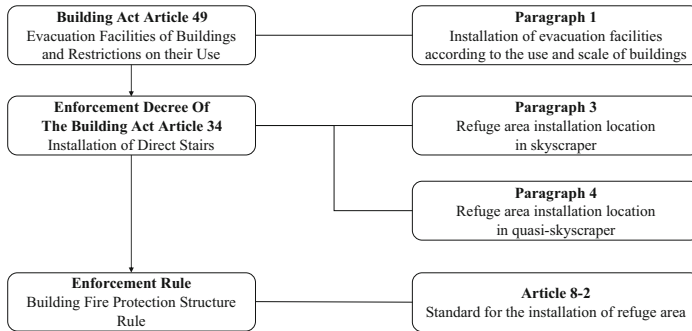 Building Act Article 49
Evacuation Facilities of Buildings
and Restrictions on their Use
Paragraph 1
Installation of evacuation facilities
according to the use and scale of buildings
Enforcement Decree Of
The Building Act Article 34
Installation of Direct Stairs
Paragraph 3
Refuge area installation location
in skyscraper
Paragraph 4
Refuge area installation location
in quasi-skyscraper
Enforcement Rule
Building Fire Protection Structure
Rule
Article 8-2
Standard for the installation of refuge area